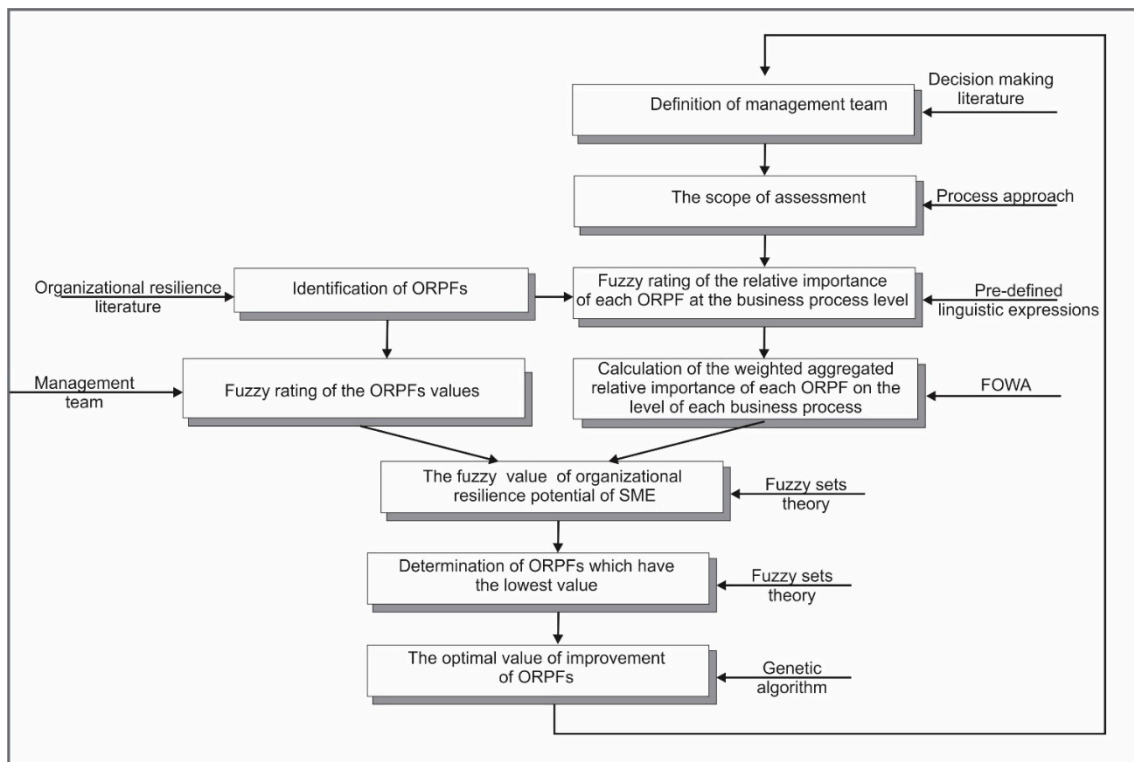 Decision making
literature
Definition of management team
The scope of assessment
Process approach
Organizational resilience
literature
Identification of ORPFs
Fuzzy rating of the relative importance
of each ORPF at the business process level
Pre-defined
linguistic expressions
Management
team
Fuzzy rating of the ORPFs values
Calculation of the weighted aggregated
relative importance of each ORPF on the
level of each business process
FOWA
The fuzzy value of organizational
resilience potential of SME
Fuzzy sets
theory
Determination of ORPFs which have
the lowest value
Fuzzy sets
theory
The optimal value of improvement
of ORPFs
Genetic
algorithm